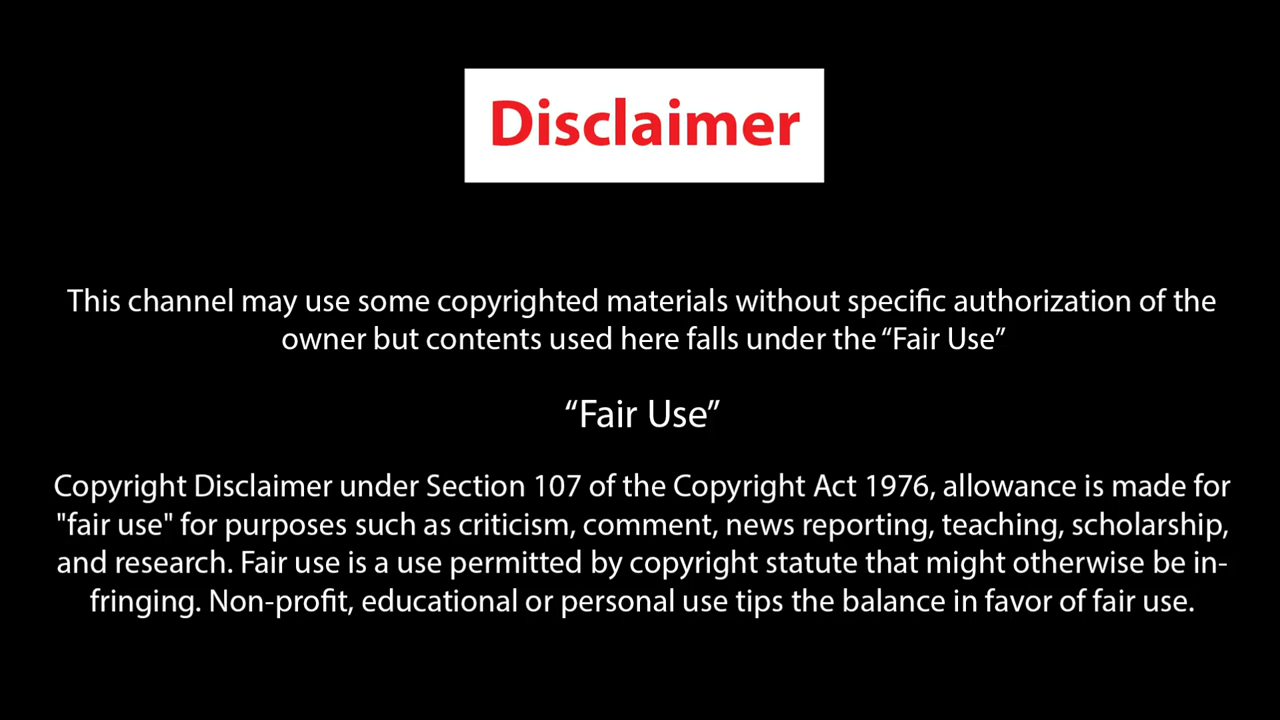 Disclaimer
This channel may use some copyrighted materials without specific authorization of the
owner but contents used here falls under the “Fair Use”
“Fair Use”
Copyright Disclaimer under Section 107 of the Copyright Act 1976, allowance is made for
"fair use" for purposes such as criticism, comment, news reporting, teaching, scholarship,
and research. Fair use is a use permitted by copyright statute that might otherwise be in-
fringing. Non-profit, educational or personal use tips the balance in favor of fair use.